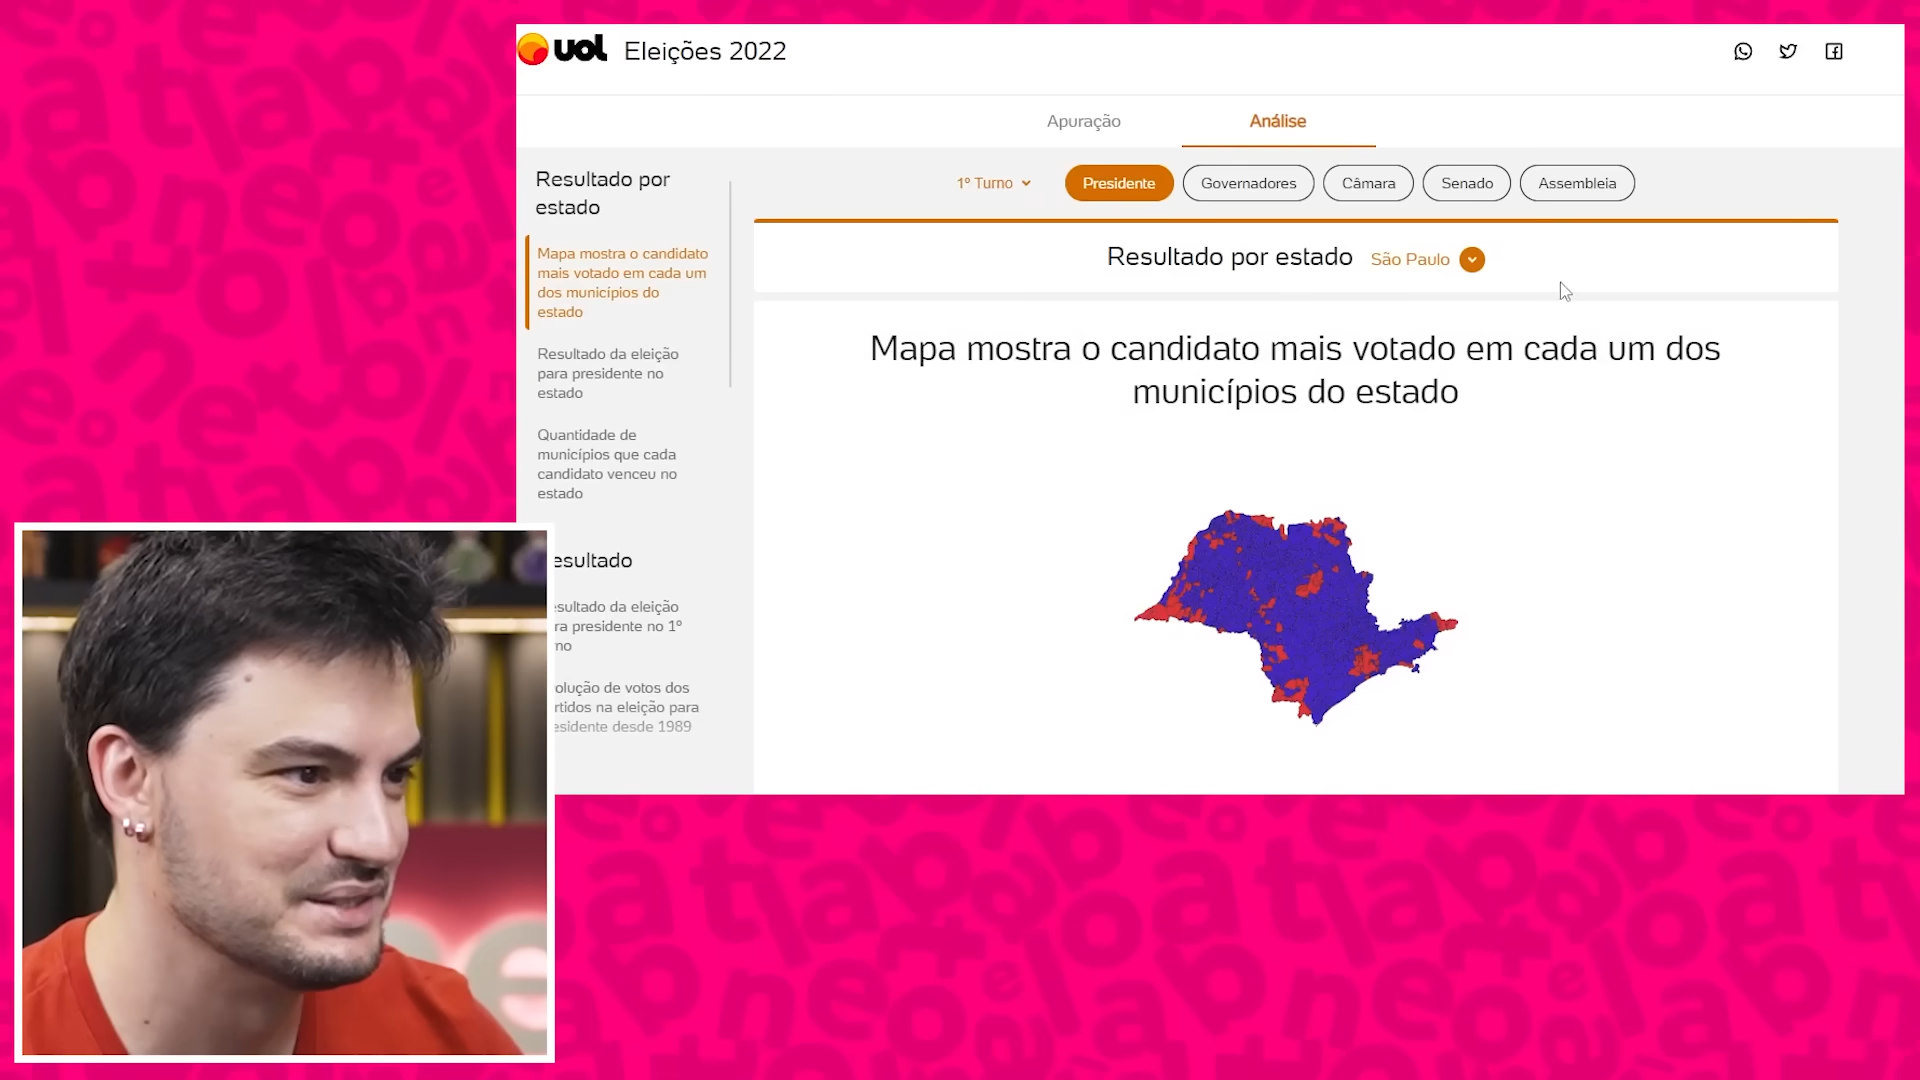 uol Eleições 2022
Apuração
Análise
Resultado por
estado
Mapa mostra o candidato
mais votado em cada um
dos municípios do
estado
Resultado da eleição
para presidente no
estado
Quantidade de
municípios que cada
candidato venceu no
estado
esultado
esultado da eleição
ra presidente no 1º
no
olução de votos dos
rtidos na eleição para
esidente desde 1989
1º Turno
Presidente
Governadores
Câmara
Senado
Assembleia
Resultado por estado São Paulo
Mapa mostra o candidato mais votado em cada um dos
municípios do estado